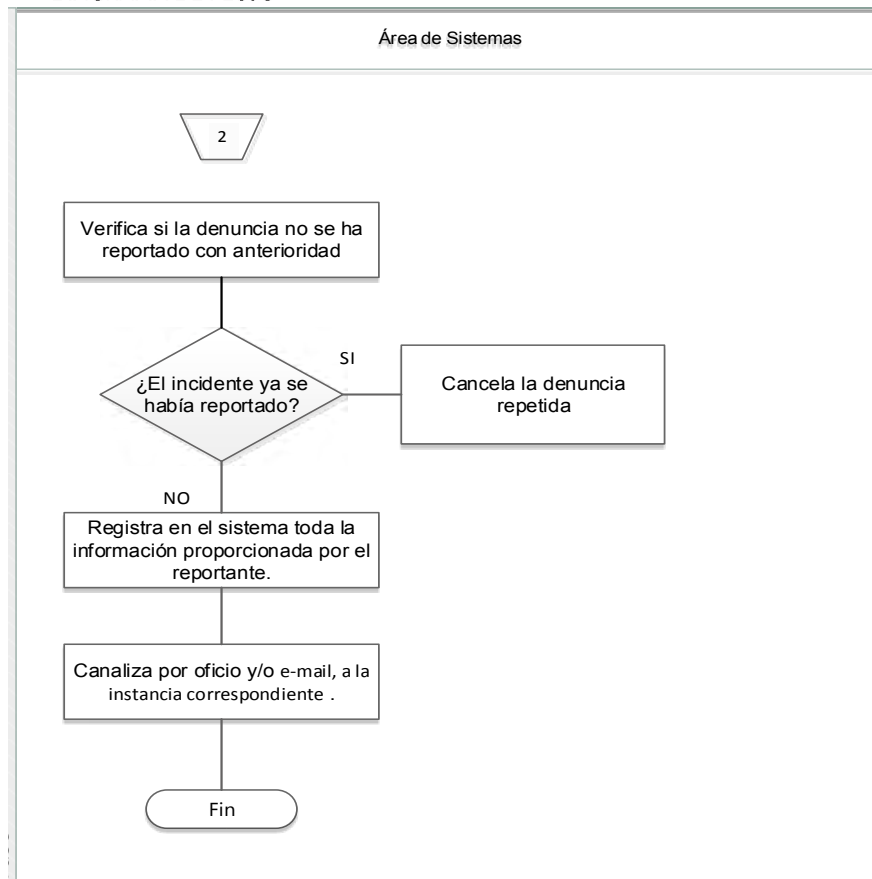 Área de Sistemas
2
Verifica si la denuncia no se ha
reportado con anterioridad
¿El incidente ya se
había reportado?
SI
Cancela la denuncia
repetida
NO
Registra en el sistema toda la
información proporcionada por el
reportante.
Canaliza por oficio y/o e-mail, a la
instancia correspondiente .
Fin